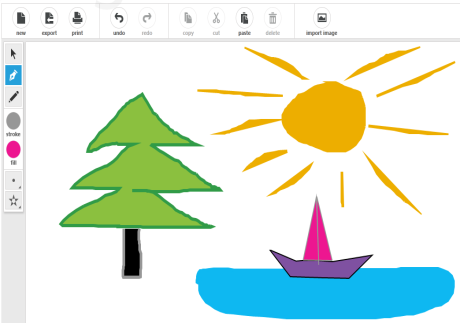 new export print undo redo copy cut paste delete import image
stroke
fill